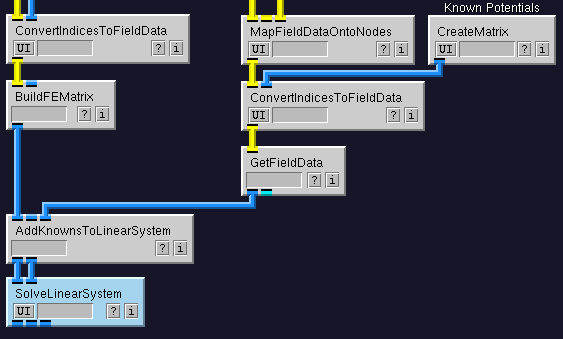 Known Potentials
ConvertIndicesToFieldData
UI ? i
MapFieldDataOntoNodes
UI ? i
CreateMatrix
UI ? i
BuildFEMatrix
? i
ConvertIndicesToFieldData
UI ? i
GetFieldData
? i
AddKnownsToLinearSystem
? i
SolveLinearSystem
UI ? i